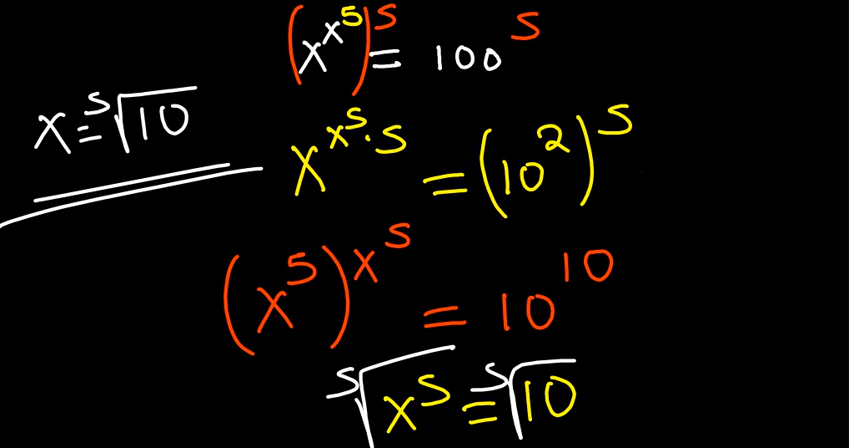 (x^x^5)^5 = 100^5
x = ⁵√10
x^x^5·5 = (10^2)^5
(x^5)^x^5 = 10^10
⁵√x^5 = ⁵√10